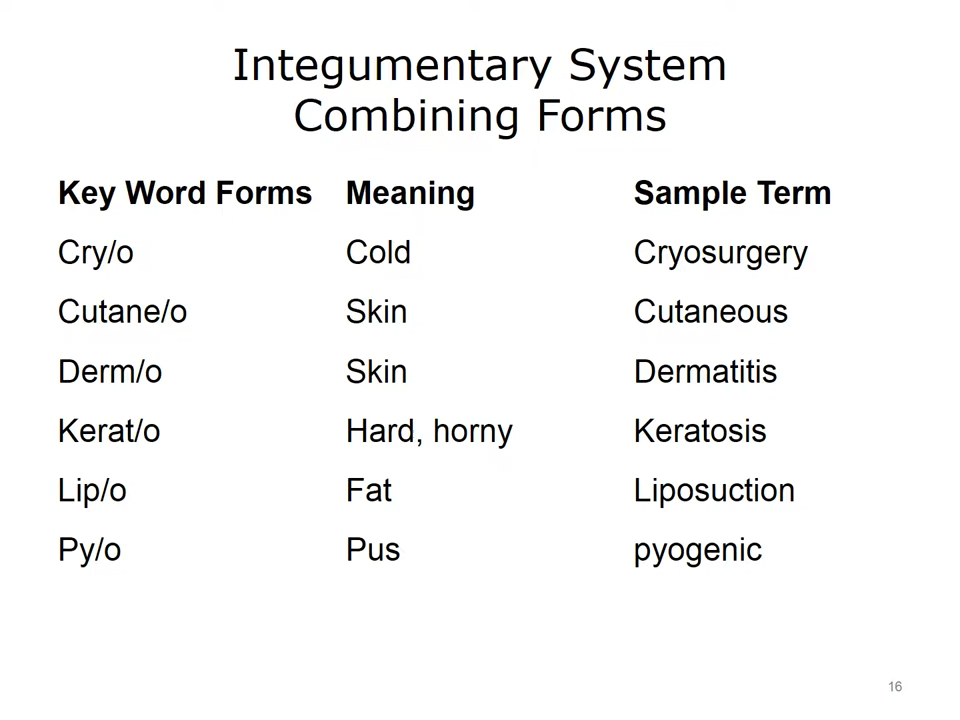 Integumentary System
Combining Forms
Key Word Forms Meaning Sample Term
Cry/o Cold Cryosurgery
Cutane/o Skin Cutaneous
Derm/o Skin Dermatitis
Kerat/o Hard, horny Keratosis
Lip/o Fat Liposuction
Py/o Pus pyogenic
16